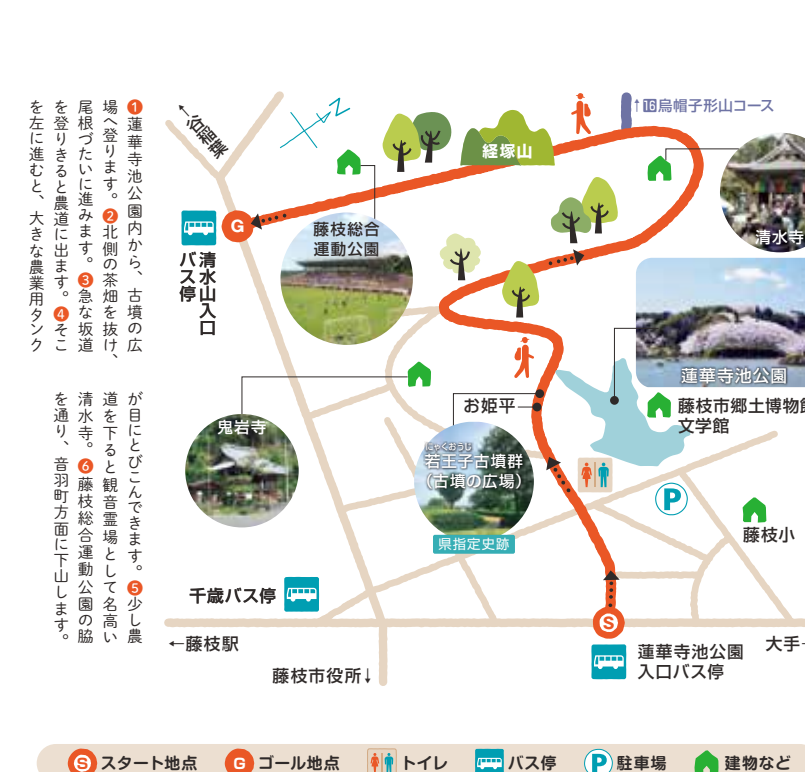 ❶蓮華寺池公園内から、古墳の広
場へ登ります。❷北側の茶畑を抜け、
尾根づたいに進みます。❸急な坂道
を登りきると農道に出ます。❹そこ
を左に進むと、大きな農業用タンク
が目にとびこんできます。❺少し農
道を下ると観音霊場として名高い
清水寺。❻藤枝総合運動公園の脇
を通り、音羽町方面に下山します。
←谷稲葉
Z
↑⓰烏帽子形山コース
経塚山
清水寺
G
清水山入口
バス停
藤枝総合
運動公園
蓮華寺池公園
お姫平
藤枝市郷土博物館
文学館
鬼岩寺
にゃくおうじ
若王子古墳群
(古墳の広場)
県指定史跡
P
藤枝小
千歳バス停
S
←藤枝駅
蓮華寺池公園
入口バス停
大手
藤枝市役所↓
S スタート地点
G ゴール地点
トイレ
バス停
P 駐車場
建物など